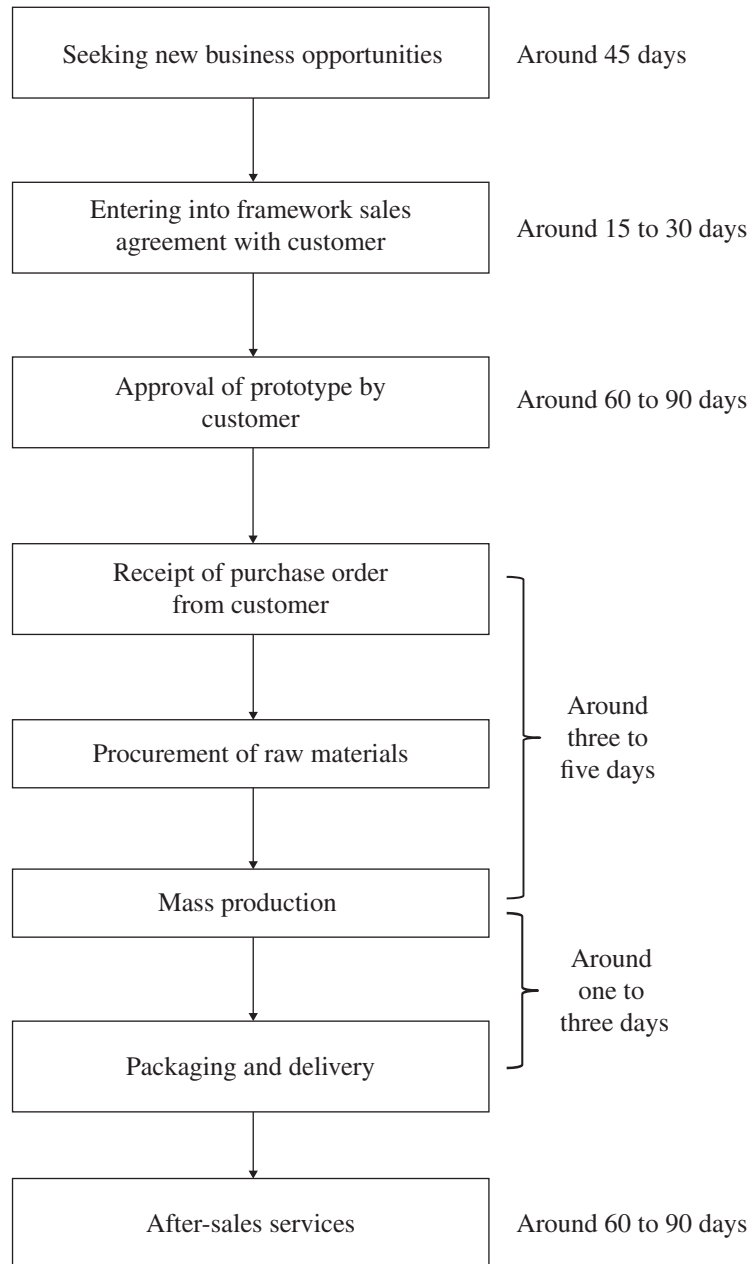 Seeking new business opportunities
Around 45 days
Entering into framework sales
agreement with customer
Around 15 to 30 days
Approval of prototype by
customer
Around 60 to 90 days
Receipt of purchase order
from customer
Procurement of raw materials
Around
three to
five days
Mass production
Around
one to
three days
Packaging and delivery
After-sales services
Around 60 to 90 days